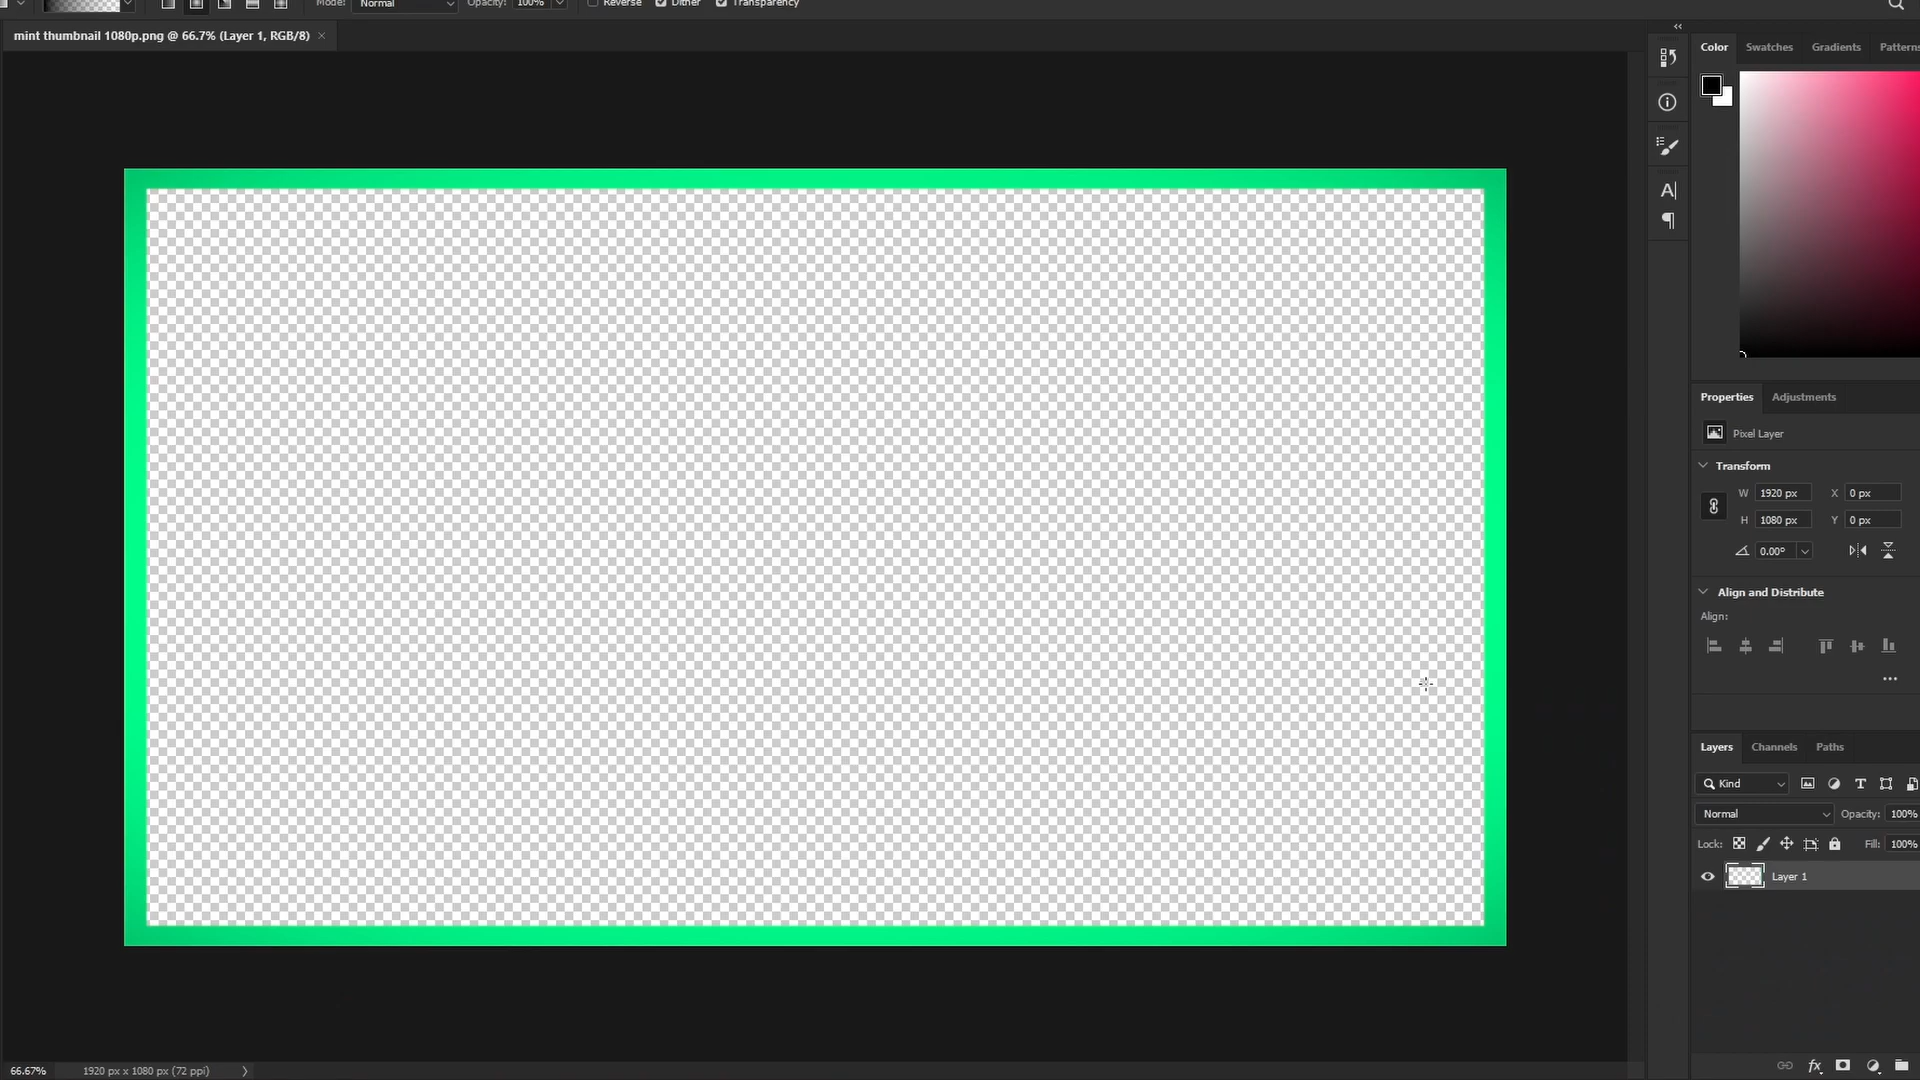 Mode: Normal Opacity: 100% Reverse Dither Transparency
mint thumbnail 1080p.png @ 66.7% (Layer 1, RGB/8) ×
Color Swatches Gradients Patterns
Properties Adjustments
Pixel Layer
Transform
W 1920 px X 0 px
H 1080 px Y 0 px
0.00°
Align and Distribute
Align:
Layers Channels Paths
Kind
Normal Opacity: 100%
Lock: Fill: 100%
Layer 1
fx
66.67% 1920 px x 1080 px (72 ppi)